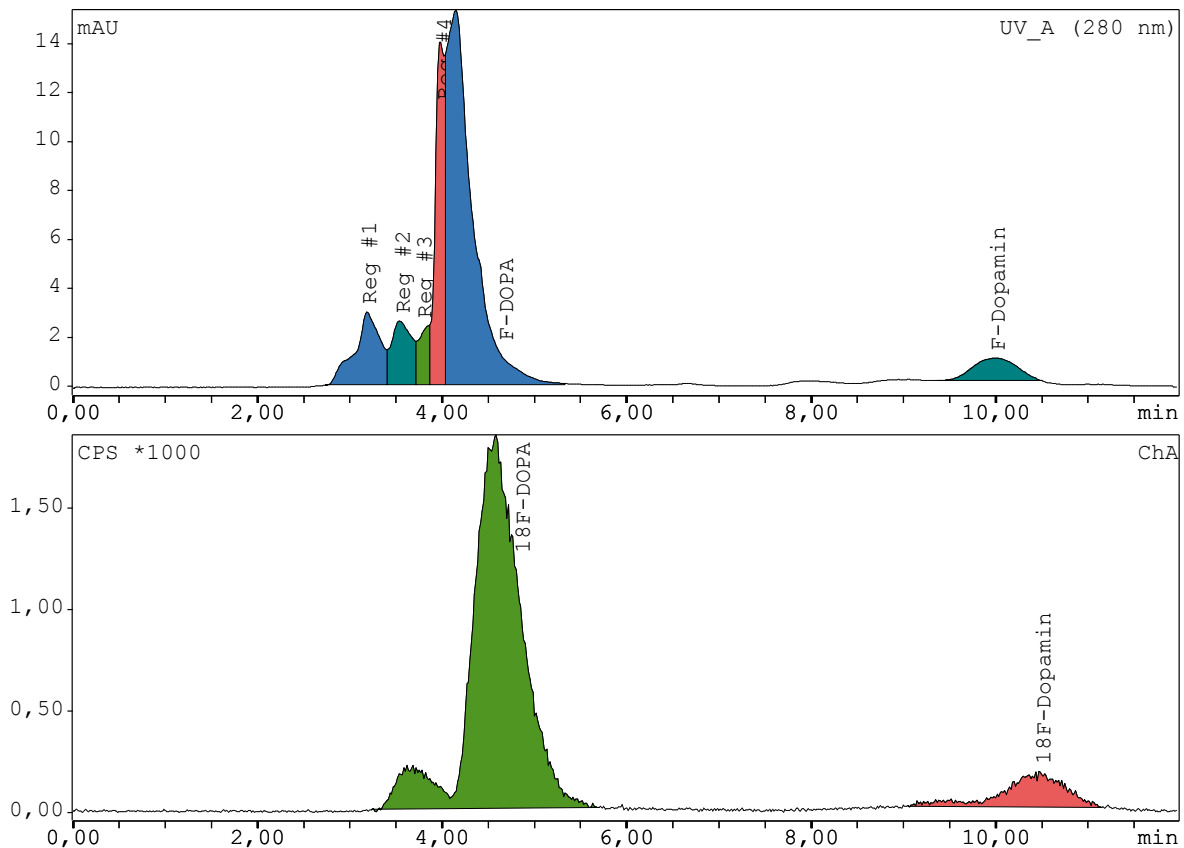 mAU
UV_A (280 nm)
14
12
10
8
6
4
2
0
Reg #1
Reg #2
Reg #3
Reg #4
F-DOPA
F-Dopamin
0,00 2,00 4,00 6,00 8,00 10,00 min
CPS *1000
ChA
1,50
1,00
0,50
0,00
18F-DOPA
18F-Dopamin
0,00 2,00 4,00 6,00 8,00 10,00 min